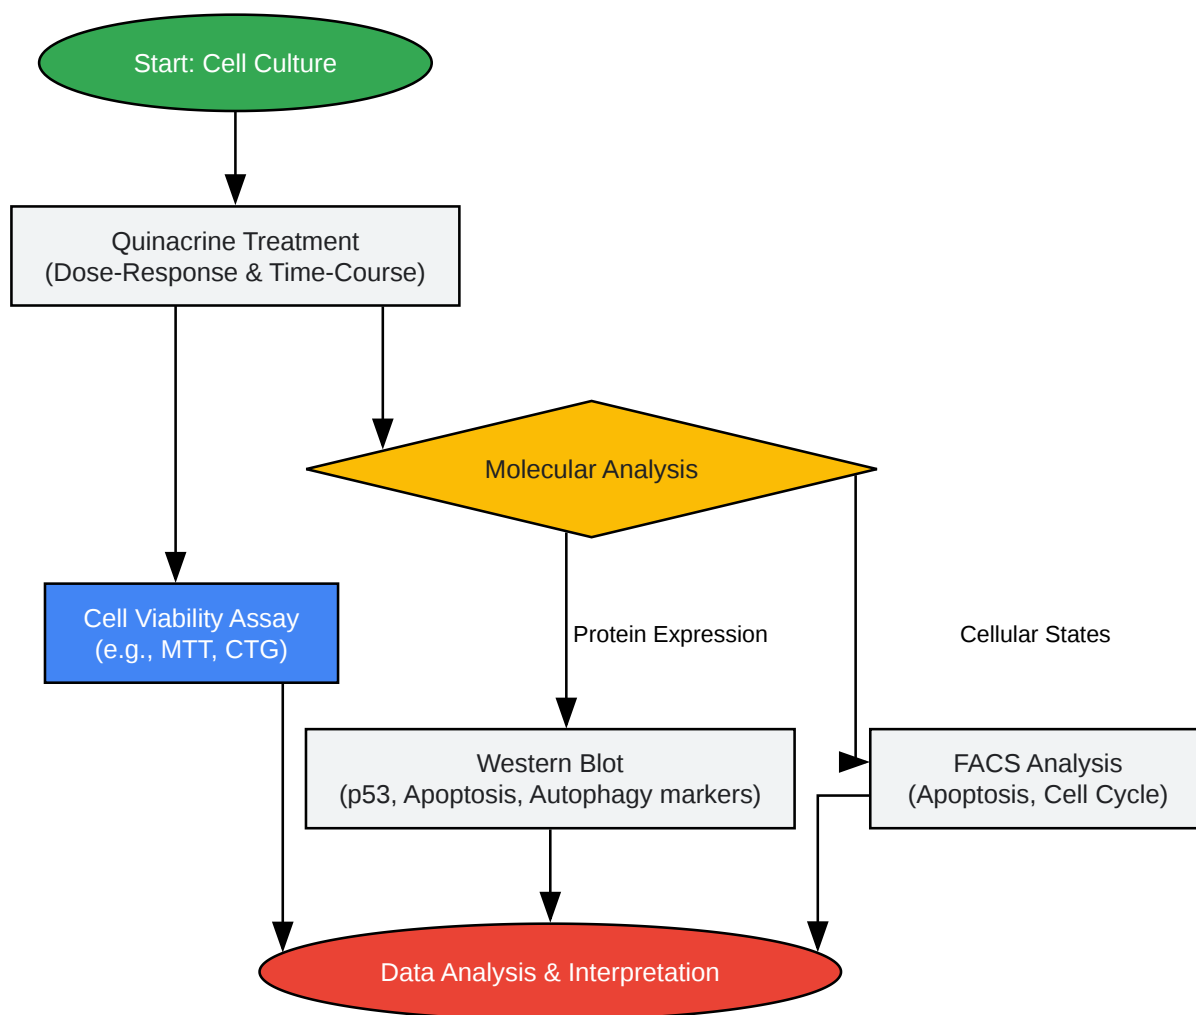 Start: Cell Culture
Quinacrine Treatment
(Dose-Response & Time-Course)
Molecular Analysis
Cell Viability Assay
(e.g., MTT, CTG)
Protein Expression
Cellular States
Western Blot
(p53, Apoptosis, Autophagy markers)
FACS Analysis
(Apoptosis, Cell Cycle)
Data Analysis & Interpretation